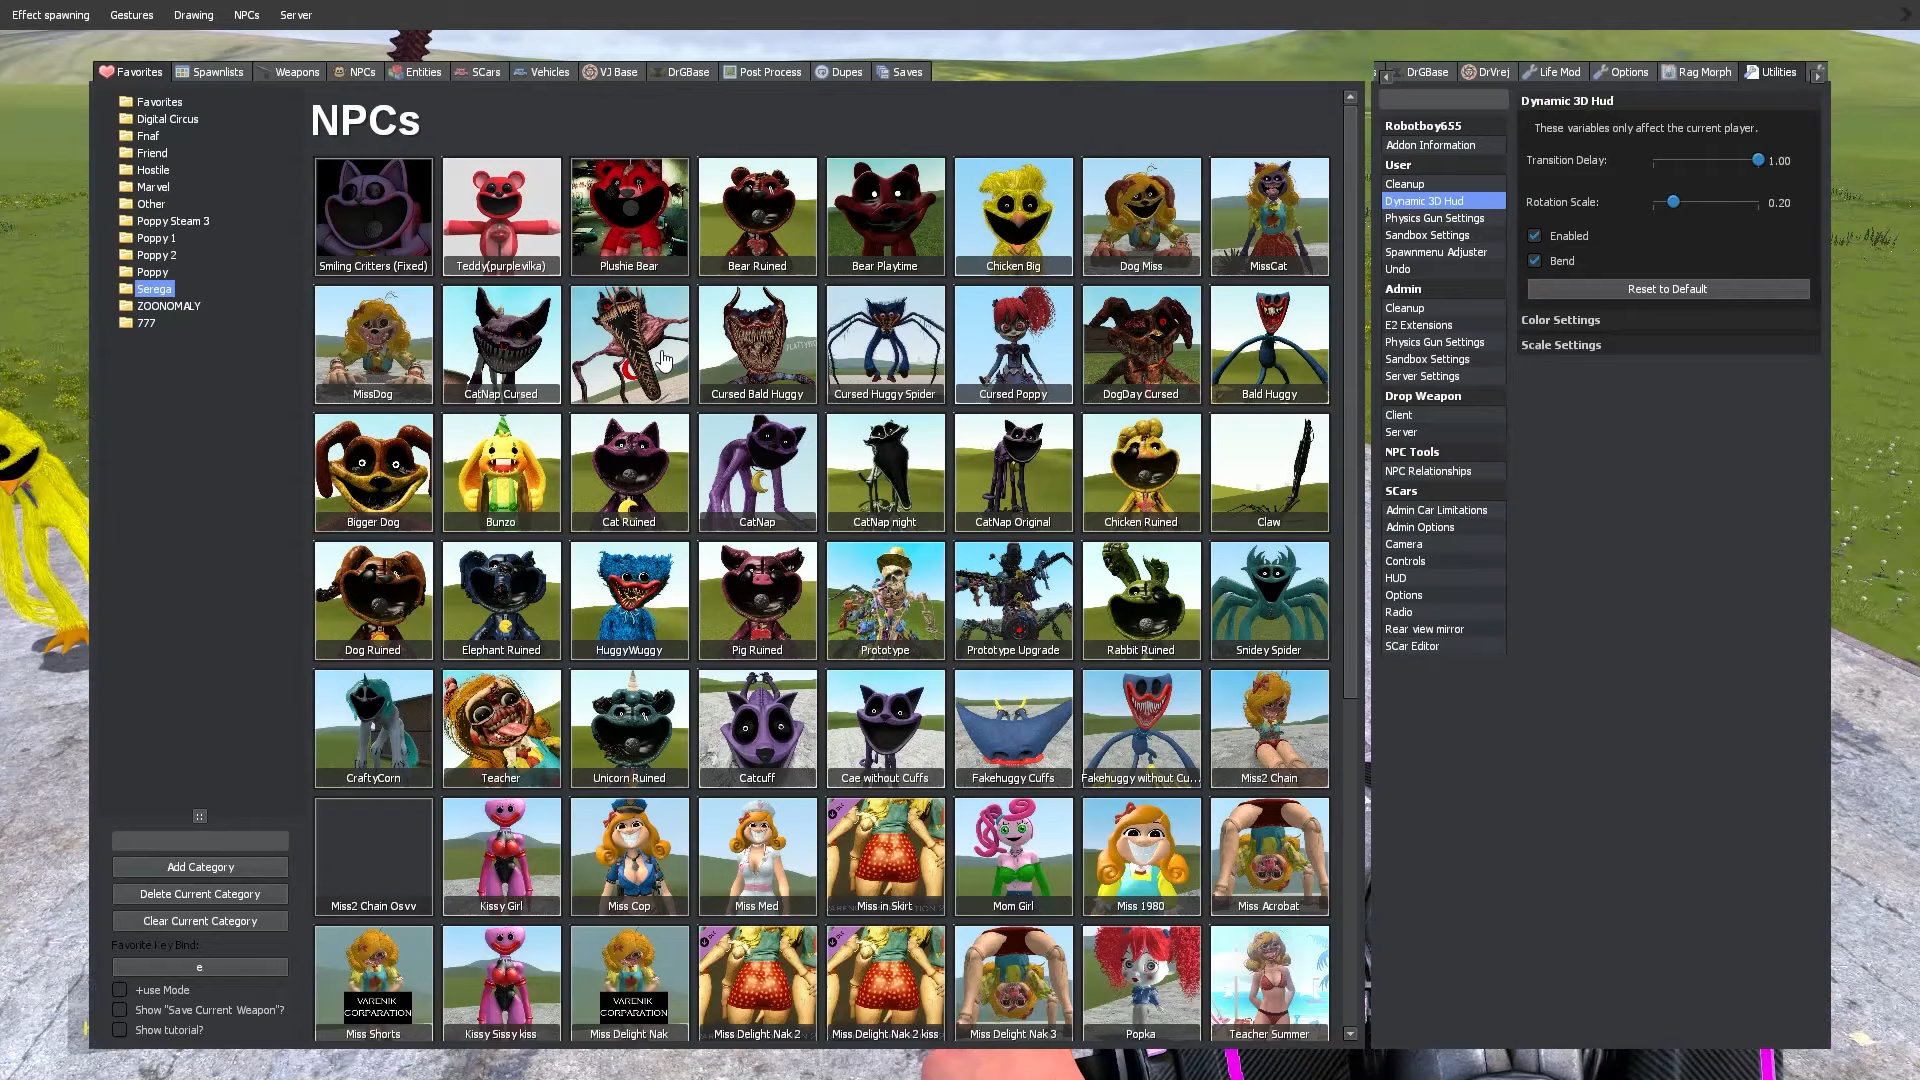 Effect spawning
Gestures
Drawing
NPCs
Server
Favorites
Spawnlists
Weapons
NPCs
Entities
SCars
Vehicles
VJ Base
DrGBase
Post Process
Dupes
Saves
Favorites
Digital Circus
Fnaf
Friend
Hostile
Marvel
Other
Poppy Steam 3
Poppy 1
Poppy 2
Poppy
Serega
ZOONOMALY
777
Add Category
Delete Current Category
Clear Current Category
Favorite Key Bind:
e
+use Mode
Show "Save Current Weapon"?
Show tutorial?
NPCs
Smiling Critters (Fixed)
Teddy(purplevilka)
Plushie Bear
Bear Ruined
Bear Playtime
Chicken Big
Dog Miss
MissCat
MissDog
CatNap Cursed
Cursed Bald Huggy
Cursed Huggy Spider
Cursed Poppy
DogDay Cursed
Bald Huggy
Bigger Dog
Bunzo
Cat Ruined
CatNap
CatNap night
CatNap Original
Chicken Ruined
Claw
Dog Ruined
Elephant Ruined
HuggyWuggy
Pig Ruined
Prototype
Prototype Upgrade
Rabbit Ruined
Snidey Spider
CraftyCorn
Teacher
Unicorn Ruined
Catcuff
Cae without Cuffs
Fakehuggy Cuffs
Fakehuggy without Cu...
Miss2 Chain
Miss2 Chain Osvv
Kissy Girl
Miss Cop
Miss Med
Miss in Skirt
Mom Girl
Miss 1980
Miss Acrobat
VARENIK
CORPARATION
Miss Shorts
Kissy Sissy kiss
VARENIK
CORPARATION
Miss Delight Nak
Miss Delight Nak 2
Miss Delight Nak 2 kiss
Miss Delight Nak 3
Popka
Teacher Summer
DrGBase
DrVrej
Life Mod
Options
Rag Morph
Utilities
Robotboy655
Addon Information
User
Cleanup
Dynamic 3D Hud
Physics Gun Settings
Sandbox Settings
Spawnmenu Adjuster
Undo
Admin
Cleanup
E2 Extensions
Physics Gun Settings
Sandbox Settings
Server Settings
Drop Weapon
Client
Server
NPC Tools
NPC Relationships
SCars
Admin Car Limitations
Admin Options
Camera
Controls
HUD
Options
Radio
Rear view mirror
SCar Editor
Dynamic 3D Hud
These variables only affect the current player.
Transition Delay:
1.00
Rotation Scale:
0.20
Enabled
Bend
Reset to Default
Color Settings
Scale Settings